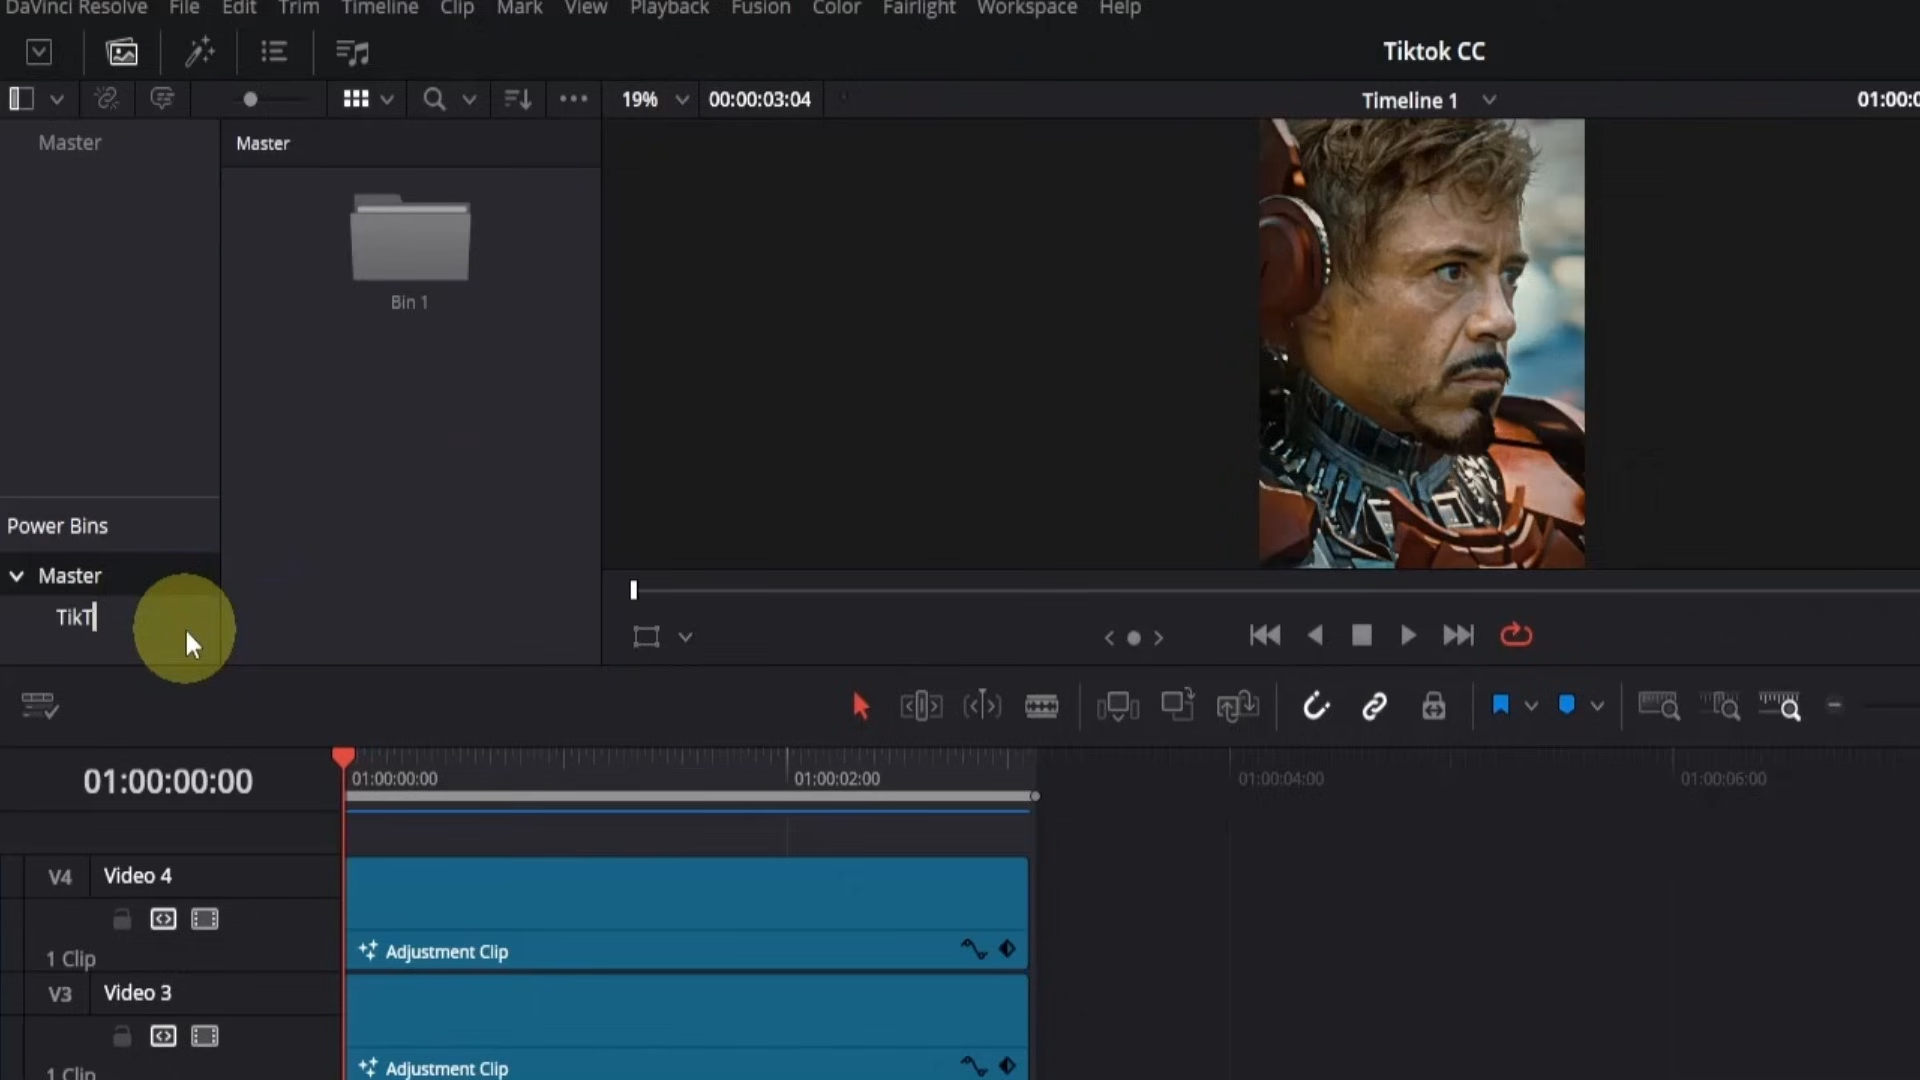 DaVinci Resolve File Edit Trim Timeline Clip Mark View Playback Fusion Color Fairlight Workspace Help
Tiktok CC
19% 00:00:03:04 Timeline 1
Master
Master
Bin 1
Power Bins
Master
TikT
01:00:00:00
01:00:00:00 01:00:02:00 01:00:04:00 01:00:06:00
V4 Video 4
1 Clip
Adjustment Clip
V3 Video 3
1 Clip
Adjustment Clip